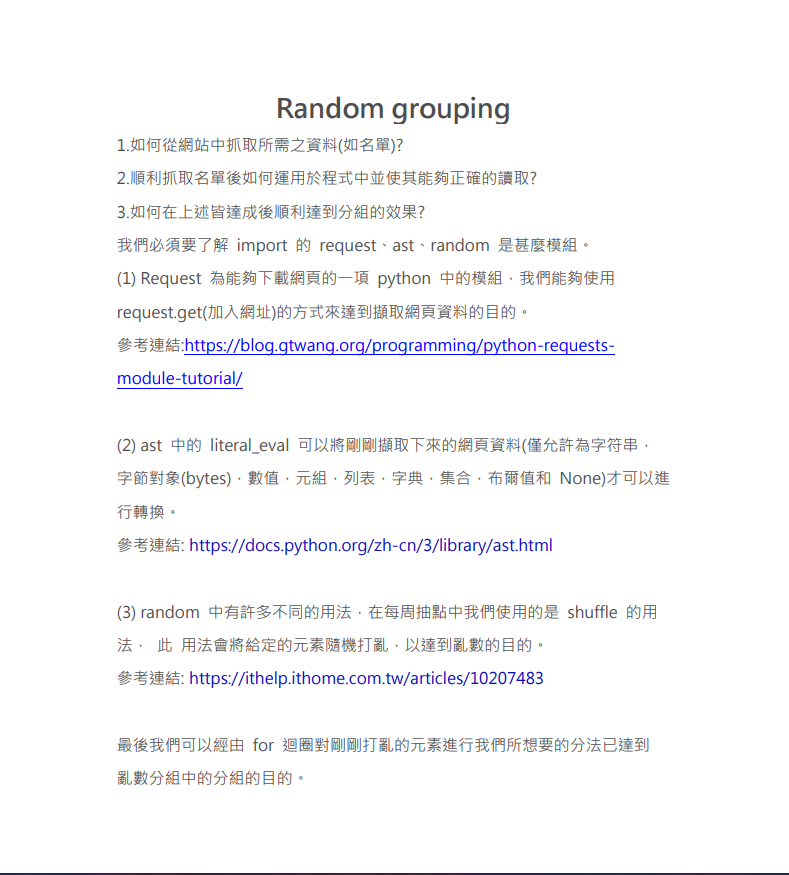 Random grouping
1.如何從網站中抓取所需之資料(如名單)?
2.順利抓取名單後如何運用於程式中並使其能夠正確的讀取?
3.如何在上述皆達成後順利達到分組的效果?
我們必須要了解 import 的 request、ast、random 是甚麼模組。
(1) Request 為能夠下載網頁的一項 python 中的模組，我們能夠使用
request.get(加入網址)的方式來達到擷取網頁資料的目的。
參考連結:https://blog.gtwang.org/programming/python-requests-
module-tutorial/
(2) ast 中的 literal_eval 可以將剛剛擷取下來的網頁資料(僅允許為字符串，
字節對象(bytes)，數值，元組，列表，字典，集合，布爾值和 None)才可以進
行轉換。
參考連結: https://docs.python.org/zh-cn/3/library/ast.html
(3) random 中有許多不同的用法，在每周抽點中我們使用的是 shuffle 的用
法， 此 用法會將給定的元素隨機打亂，以達到亂數的目的。
參考連結: https://ithelp.ithome.com.tw/articles/10207483
最後我們可以經由 for 迴圈對剛剛打亂的元素進行我們所想要的分法已達到
亂數分組中的分組的目的。